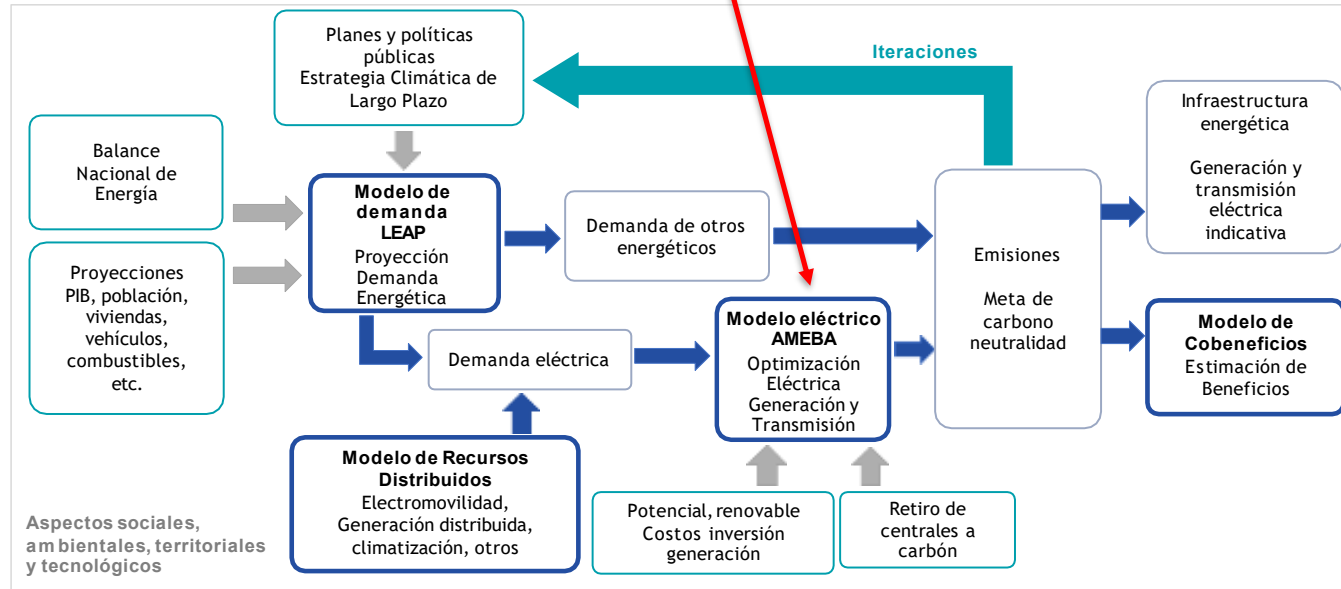 Planes y políticas
públicas
Estrategia Climática de
Largo Plazo
Iteraciones
Infraestructura
energética
Generación y
transmisión
eléctrica
indicativa
Balance
Nacional de
Energía
Modelo de
demanda
LEAP
Proyección
Demanda
Energética
Demanda de otros
energéticos
Emisiones
Meta de
carbono
neutralidad
Proyecciones
PIB, población,
viviendas,
vehículos,
combustibles,
etc.
Modelo eléctrico
AMEBA
Optimización
Eléctrica
Generación y
Transmisión
Modelo de
Cobeneficios
Estimación de
Beneficios
Demanda eléctrica
Modelo de Recursos
Distribuidos
Electromovilidad,
Generación distribuida,
climatización, otros
Potencial, renovable
Costos inversión
generación
Retiro de
centrales a
carbón
Aspectos sociales,
ambientales, territoriales
y tecnológicos